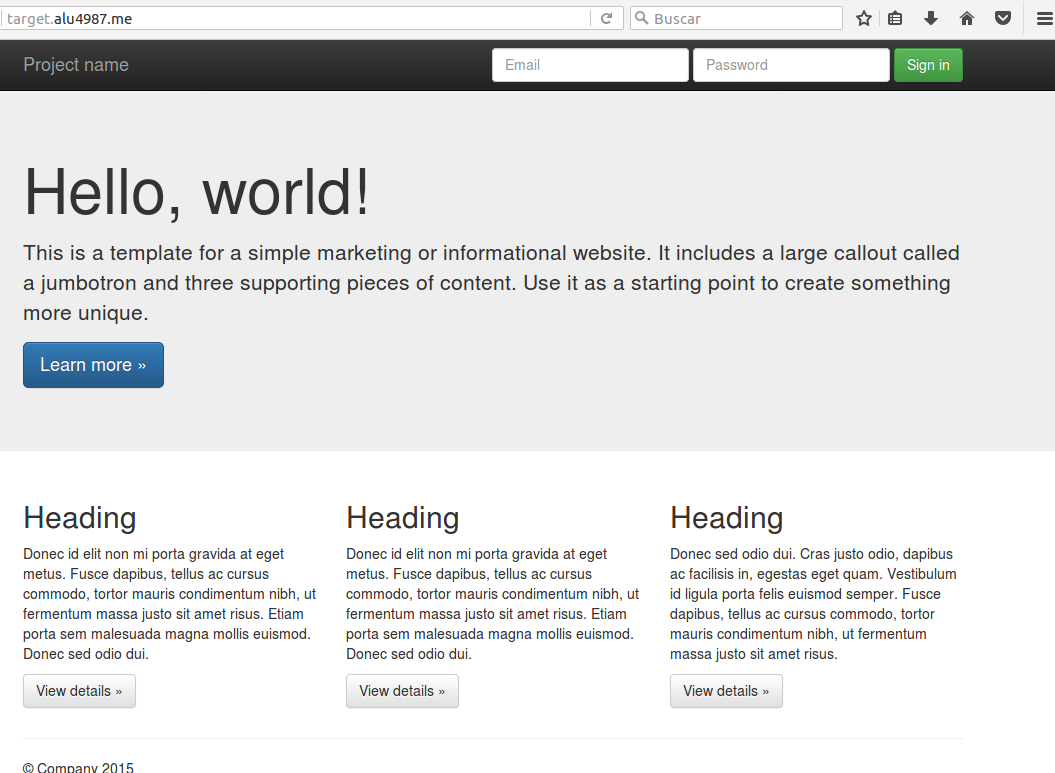 target.alu4987.me
Buscar
Project name
Email
Password
Sign in
Hello, world!
This is a template for a simple marketing or informational website. It includes a large callout called
a jumbotron and three supporting pieces of content. Use it as a starting point to create something
more unique.
Learn more »
Heading
Donec id elit non mi porta gravida at eget
metus. Fusce dapibus, tellus ac cursus
commodo, tortor mauris condimentum nibh, ut
fermentum massa justo sit amet risus. Etiam
porta sem malesuada magna mollis euismod.
Donec sed odio dui.
View details »
Heading
Donec id elit non mi porta gravida at eget
metus. Fusce dapibus, tellus ac cursus
commodo, tortor mauris condimentum nibh, ut
fermentum massa justo sit amet risus. Etiam
porta sem malesuada magna mollis euismod.
Donec sed odio dui.
View details »
Heading
Donec sed odio dui. Cras justo odio, dapibus
ac facilisis in, egestas eget quam. Vestibulum
id ligula porta felis euismod semper. Fusce
dapibus, tellus ac cursus commodo, tortor
mauris condimentum nibh, ut fermentum
massa justo sit amet risus.
View details »
© Company 2015